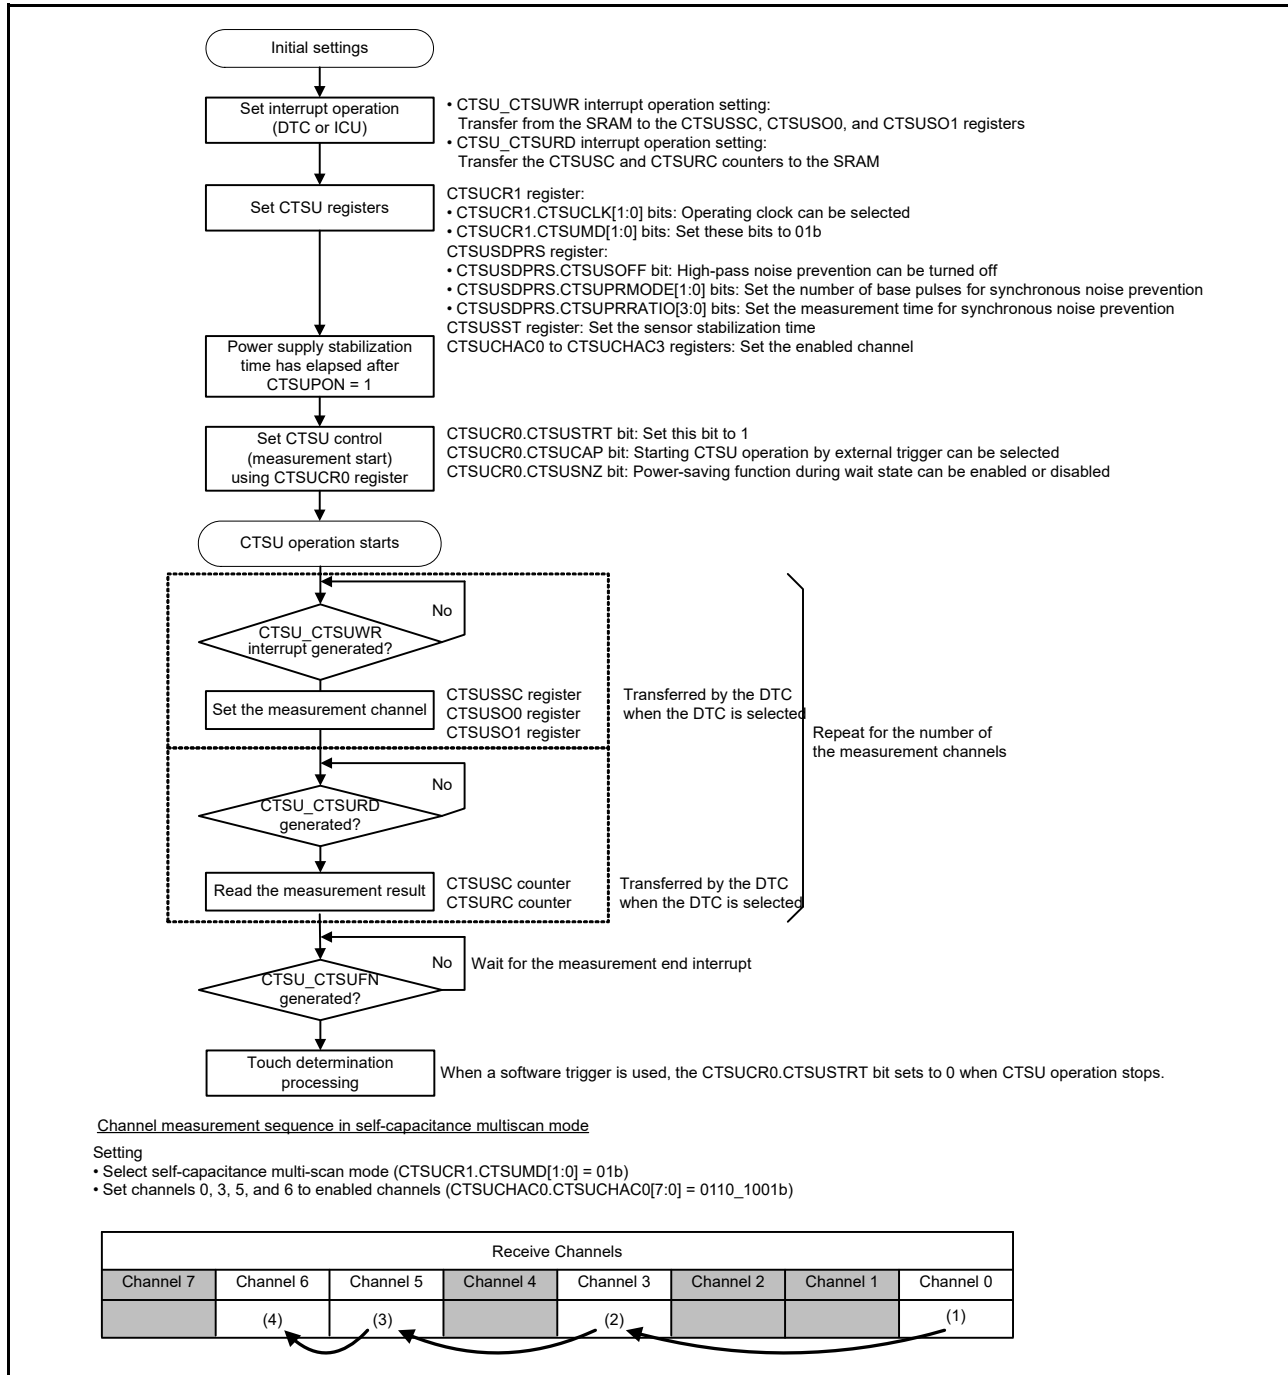 Initial settings
Set interrupt operation
(DTC or ICU)
• CTSU_CTSUWR interrupt operation setting:
Transfer from the SRAM to the CTSUSSC, CTSUSO0, and CTSUSO1 registers
• CTSU_CTSURD interrupt operation setting:
Transfer the CTSUSC and CTSURC counters to the SRAM
Set CTSU registers
CTSUCR1 register:
• CTSUCR1.CTSUCLK[1:0] bits: Operating clock can be selected
• CTSUCR1.CTSUMD[1:0] bits: Set these bits to 01b
CTSUSDPRS register:
• CTSUSDPRS.CTSUSOFF bit: High-pass noise prevention can be turned off
• CTSUSDPRS.CTSUPRMODE[1:0] bits: Set the number of base pulses for synchronous noise prevention
• CTSUSDPRS.CTSUPRRATIO[3:0] bits: Set the measurement time for synchronous noise prevention
CTSUSST register: Set the sensor stabilization time
CTSUCHAC0 to CTSUCHAC3 registers: Set the enabled channel
Power supply stabilization
time has elapsed after
CTSUPON = 1
Set CTSU control
(measurement start)
using CTSUCR0 register
CTSUCR0.CTSUSTRT bit: Set this bit to 1
CTSUCR0.CTSUCAP bit: Starting CTSU operation by external trigger can be selected
CTSUCR0.CTSUSNZ bit: Power-saving function during wait state can be enabled or disabled
CTSU operation starts
No
CTSU_CTSUWR
interrupt generated?
Set the measurement channel
CTSUSSC register
CTSUSO0 register
CTSUSO1 register
Transferred by the DTC
when the DTC is selected
Repeat for the number of
the measurement channels
No
CTSU_CTSURD
generated?
Read the measurement result
CTSUSC counter
CTSURC counter
Transferred by the DTC
when the DTC is selected
No
Wait for the measurement end interrupt
CTSU_CTSUFN
generated?
Touch determination
processing
When a software trigger is used, the CTSUCR0.CTSUSTRT bit sets to 0 when CTSU operation stops.
Channel measurement sequence in self-capacitance multiscan mode
Setting
• Select self-capacitance multi-scan mode (CTSUCR1.CTSUMD[1:0] = 01b)
• Set channels 0, 3, 5, and 6 to enabled channels (CTSUCHAC0.CTSUCHAC0[7:0] = 0110_1001b)
Receive Channels
Channel 7 Channel 6 Channel 5 Channel 4 Channel 3 Channel 2 Channel 1 Channel 0
(4) (3) (2) (1)